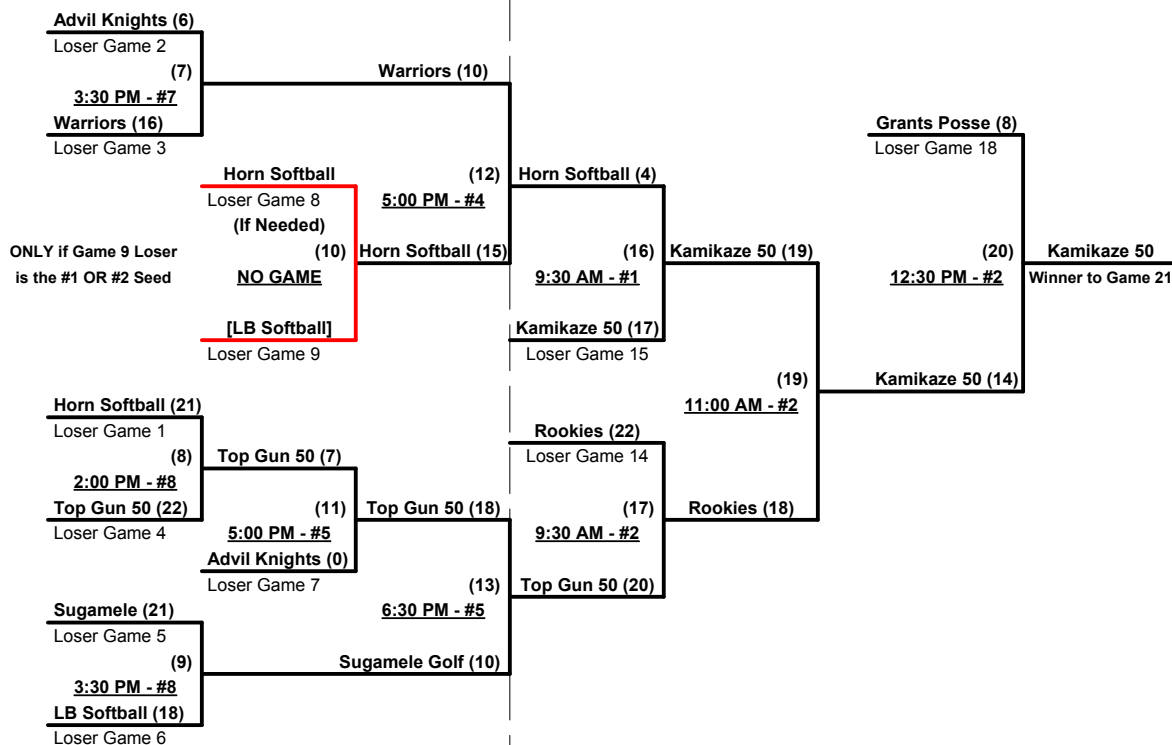 Advil Knights (6)
Loser Game 2
(7)
3:30 PM - #7
Warriors (16)
Loser Game 3
Warriors (10)
Horn Softball
Loser Game 8
(If Needed)
ONLY if Game 9 Loser
is the #1 OR #2 Seed
(10)
NO GAME
[LB Softball]
Loser Game 9
Horn Softball (15)
(12)
5:00 PM - #4
Horn Softball (4)
(16)
9:30 AM - #1
Kamikaze 50 (17)
Loser Game 15
Kamikaze 50 (19)
Grants Posse (8)
Loser Game 18
(20)
12:30 PM - #2
Kamikaze 50
Winner to Game 21
(19)
11:00 AM - #2
Kamikaze 50 (14)
Horn Softball (21)
Loser Game 1
(8)
2:00 PM - #8
Top Gun 50 (22)
Loser Game 4
Top Gun 50 (7)
(11)
5:00 PM - #5
Advil Knights (0)
Loser Game 7
Top Gun 50 (18)
Rookies (22)
Loser Game 14
(17)
9:30 AM - #2
Rookies (18)
(13)
6:30 PM - #5
Top Gun 50 (20)
Sugamele (21)
Loser Game 5
(9)
3:30 PM - #8
LB Softball (18)
Loser Game 6
Sugamele Golf (10)